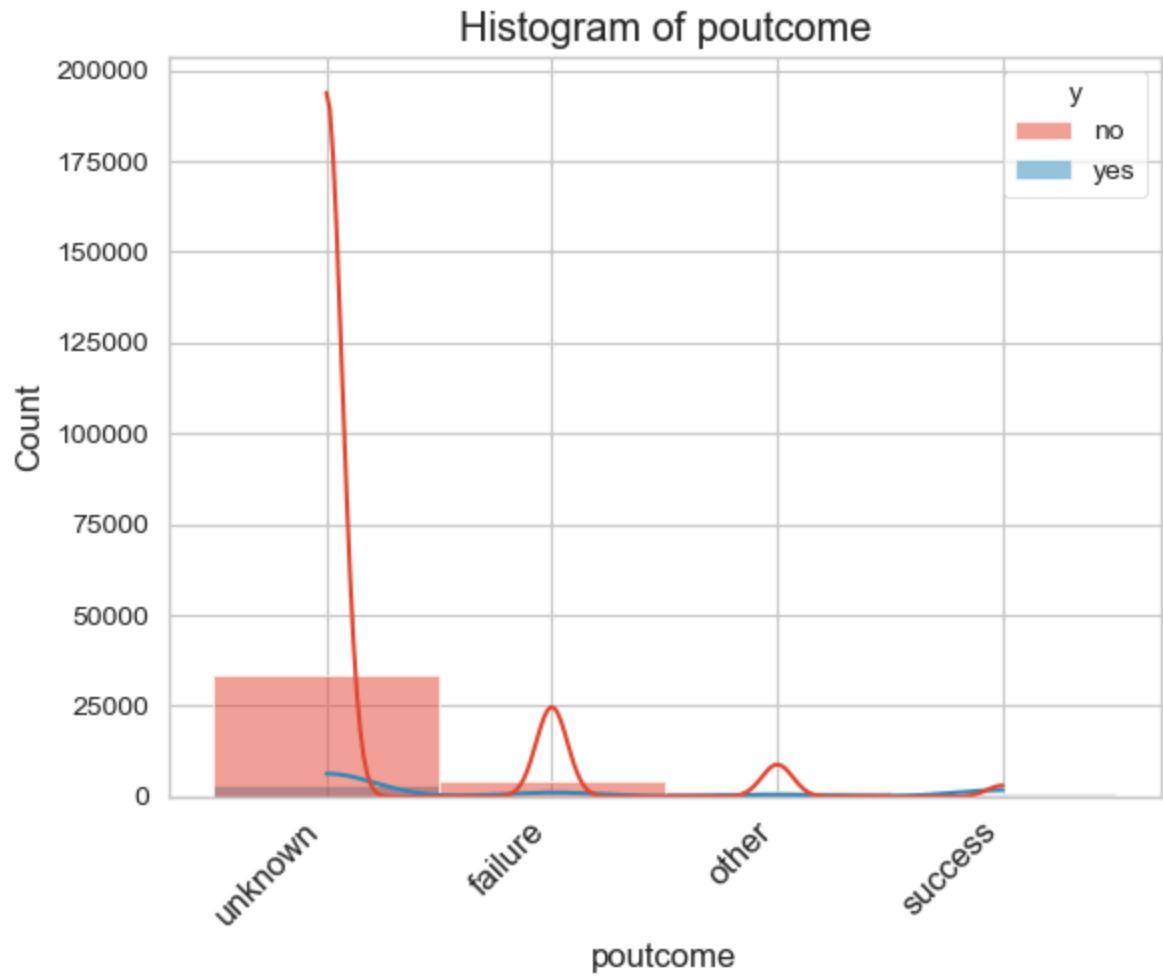 Histogram of poutcome
200000
175000
150000
125000
100000
75000
50000
25000
0
Count
y
no
yes
unknown
failure
other
success
poutcome